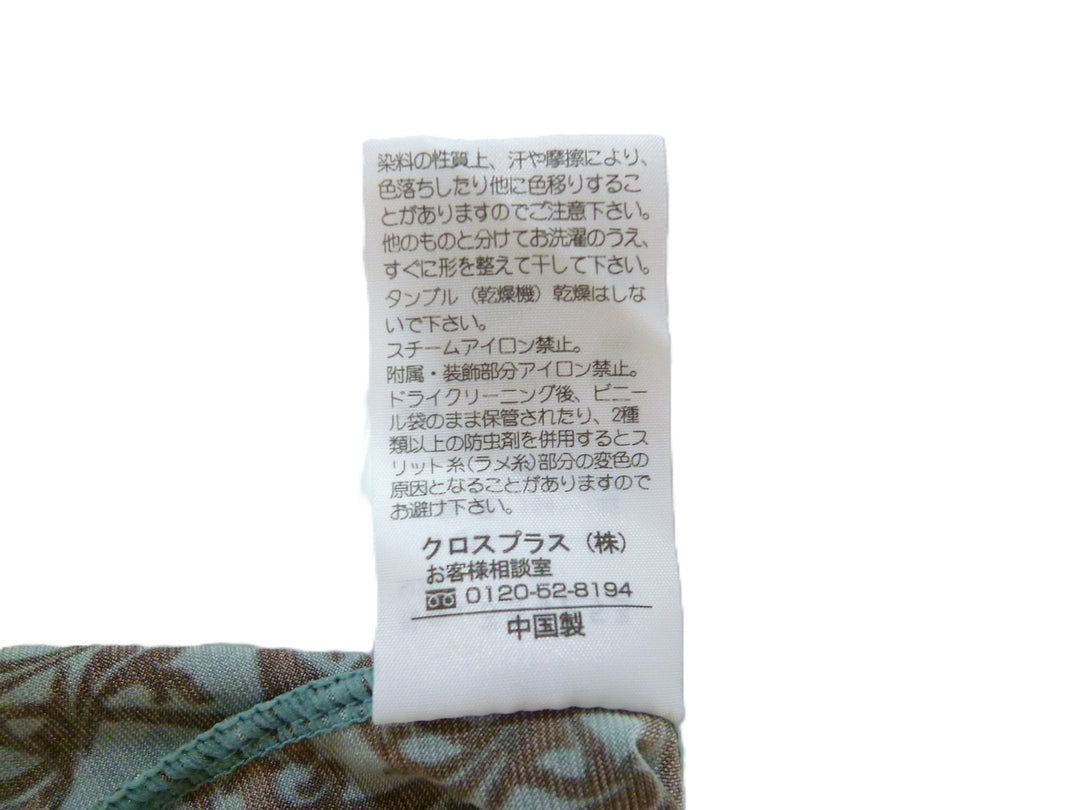 染料の性質上、汗や摩擦により、
色落ちしたり他に色移りするこ
とがありますのでご注意下さい。
他のものと分けてお洗濯のうえ、
すぐに形を整えて干して下さい。
タンブル（乾燥機）乾燥はしな
いで下さい。
スチームアイロン禁止。
附属・装飾部分アイロン禁止。
ドライクリーニング後、ビニー
ル袋のまま保管されたり、2種
類以上の防虫剤を併用するとス
リット糸(ラメ糸)部分の変色の
原因となることがありますので
お避け下さい。
クロスプラス（株）
お客様相談室
0120-52-8194
中国製